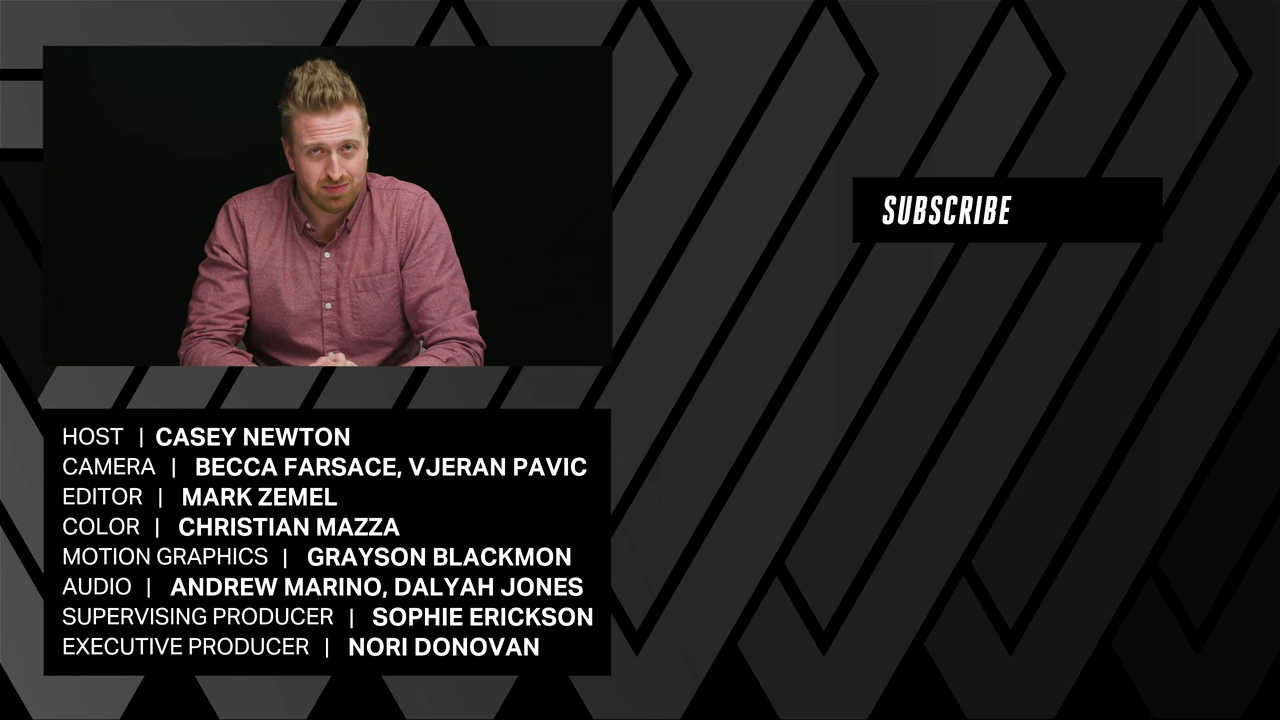 SUBSCRIBE
HOST | CASEY NEWTON
CAMERA | BECCA FARSACE, VJERAN PAVIC
EDITOR | MARK ZEMEL
COLOR | CHRISTIAN MAZZA
MOTION GRAPHICS | GRAYSON BLACKMON
AUDIO | ANDREW MARINO, DALYAH JONES
SUPERVISING PRODUCER | SOPHIE ERICKSON
EXECUTIVE PRODUCER | NORI DONOVAN